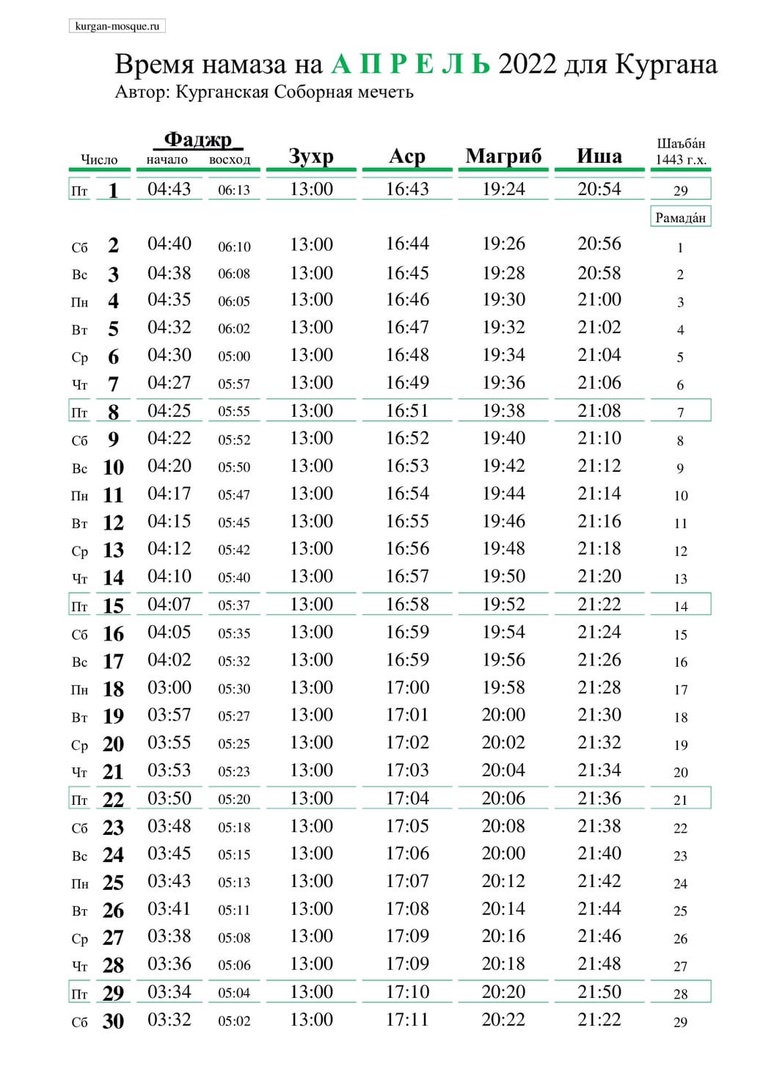 kurgan-mosque.ru
Время намаза на А П Р Е Л Ь 2022 для Кургана
Автор: Курганская Соборная мечеть
Число Фаджр начало восход Зухр Аср Магриб Иша Шаъбáн 1443 г.х.
Пт 1 04:43 06:13 13:00 16:43 19:24 20:54 29
Рамадáн
Сб 2 04:40 06:10 13:00 16:44 19:26 20:56 1
Вс 3 04:38 06:08 13:00 16:45 19:28 20:58 2
Пн 4 04:35 06:05 13:00 16:46 19:30 21:00 3
Вт 5 04:32 06:02 13:00 16:47 19:32 21:02 4
Ср 6 04:30 05:00 13:00 16:48 19:34 21:04 5
Чт 7 04:27 05:57 13:00 16:49 19:36 21:06 6
Пт 8 04:25 05:55 13:00 16:51 19:38 21:08 7
Сб 9 04:22 05:52 13:00 16:52 19:40 21:10 8
Вс 10 04:20 05:50 13:00 16:53 19:42 21:12 9
Пн 11 04:17 05:47 13:00 16:54 19:44 21:14 10
Вт 12 04:15 05:45 13:00 16:55 19:46 21:16 11
Ср 13 04:12 05:42 13:00 16:56 19:48 21:18 12
Чт 14 04:10 05:40 13:00 16:57 19:50 21:20 13
Пт 15 04:07 05:37 13:00 16:58 19:52 21:22 14
Сб 16 04:05 05:35 13:00 16:59 19:54 21:24 15
Вс 17 04:02 05:32 13:00 16:59 19:56 21:26 16
Пн 18 03:00 05:30 13:00 17:00 19:58 21:28 17
Вт 19 03:57 05:27 13:00 17:01 20:00 21:30 18
Ср 20 03:55 05:25 13:00 17:02 20:02 21:32 19
Чт 21 03:53 05:23 13:00 17:03 20:04 21:34 20
Пт 22 03:50 05:20 13:00 17:04 20:06 21:36 21
Сб 23 03:48 05:18 13:00 17:05 20:08 21:38 22
Вс 24 03:45 05:15 13:00 17:06 20:00 21:40 23
Пн 25 03:43 05:13 13:00 17:07 20:12 21:42 24
Вт 26 03:41 05:11 13:00 17:08 20:14 21:44 25
Ср 27 03:38 05:08 13:00 17:09 20:16 21:46 26
Чт 28 03:36 05:06 13:00 17:09 20:18 21:48 27
Пт 29 03:34 05:04 13:00 17:10 20:20 21:50 28
Сб 30 03:32 05:02 13:00 17:11 20:22 21:22 29